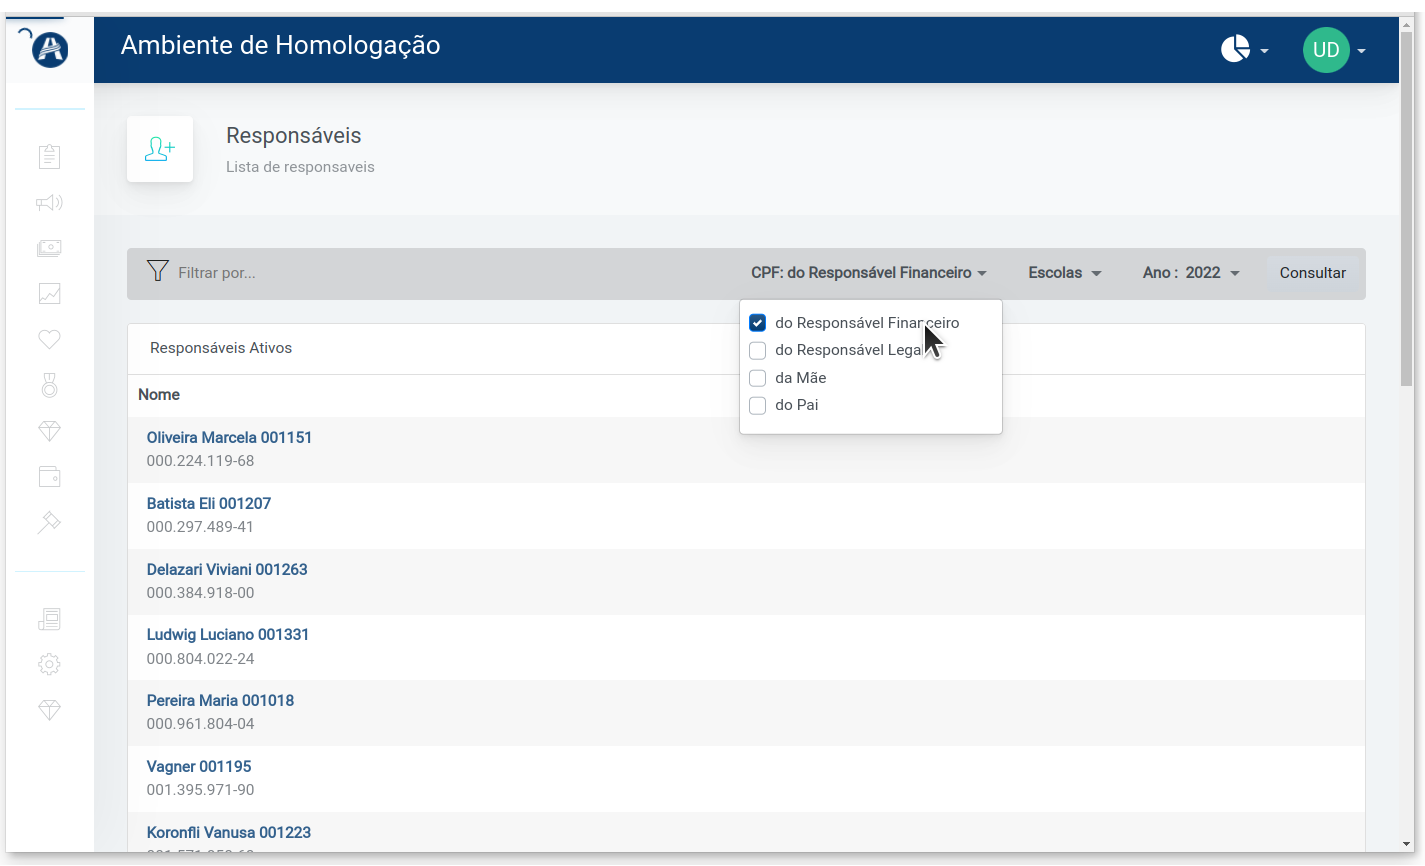 Ambiente de Homologação
UD
Responsáveis
Lista de responsaveis
Filtrar por...
CPF: do Responsável Financeiro
Escolas
Ano : 2022
Consultar
do Responsável Financeiro
do Responsável Legal
da Mãe
do Pai
Responsáveis Ativos
Nome
Oliveira Marcela 001151
000.224.119-68
Batista Eli 001207
000.297.489-41
Delazari Viviani 001263
000.384.918-00
Ludwig Luciano 001331
000.804.022-24
Pereira Maria 001018
000.961.804-04
Vagner 001195
001.395.971-90
Koronfli Vanusa 001223